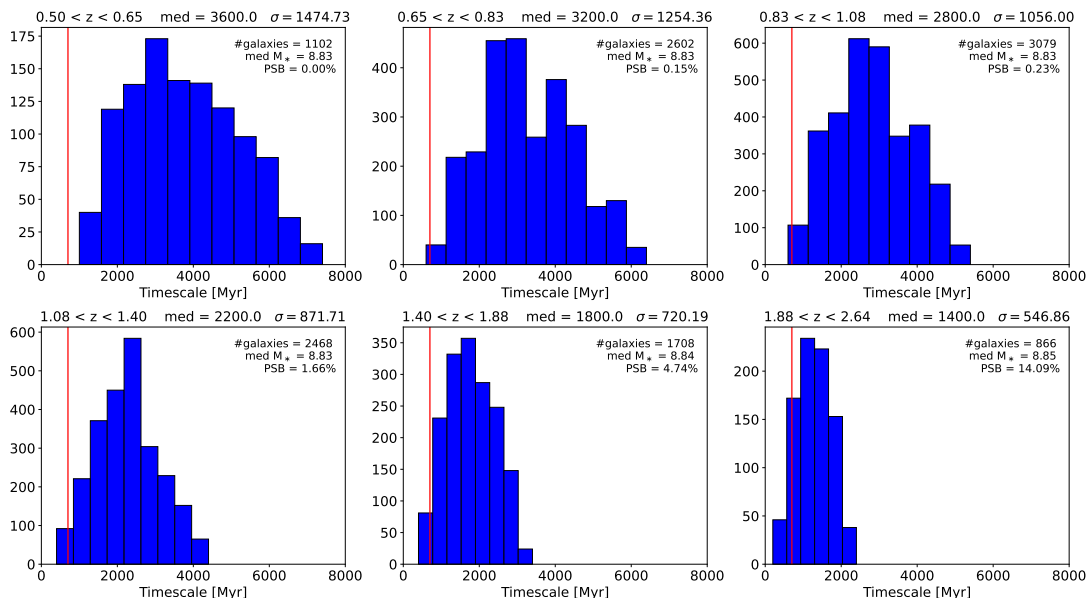 0.50 < z < 0.65 med = 3600.0 σ = 1474.73
#galaxies = 1102
med M* = 8.83
PSB = 0.00%
175
150
125
100
75
50
25
0
0 2000 4000 6000 8000
Timescale [Myr]
0.65 < z < 0.83 med = 3200.0 σ = 1254.36
#galaxies = 2602
med M* = 8.83
PSB = 0.15%
400
300
200
100
0
0 2000 4000 6000 8000
Timescale [Myr]
0.83 < z < 1.08 med = 2800.0 σ = 1056.00
#galaxies = 3079
med M* = 8.83
PSB = 0.23%
600
500
400
300
200
100
0
0 2000 4000 6000 8000
Timescale [Myr]
1.08 < z < 1.40 med = 2200.0 σ = 871.71
#galaxies = 2468
med M* = 8.83
PSB = 1.66%
600
500
400
300
200
100
0
0 2000 4000 6000 8000
Timescale [Myr]
1.40 < z < 1.88 med = 1800.0 σ = 720.19
#galaxies = 1708
med M* = 8.84
PSB = 4.74%
350
300
250
200
150
100
50
0
0 2000 4000 6000 8000
Timescale [Myr]
1.88 < z < 2.64 med = 1400.0 σ = 546.86
#galaxies = 866
med M* = 8.85
PSB = 14.09%
200
150
100
50
0
0 2000 4000 6000 8000
Timescale [Myr]